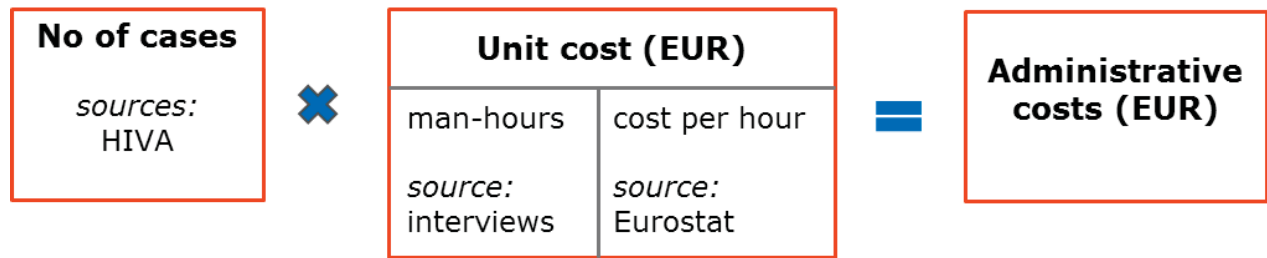 No of cases
sources:
HIVA
Unit cost (EUR)
man-hours
source:
interviews
cost per hour
source:
Eurostat
Administrative
costs (EUR)